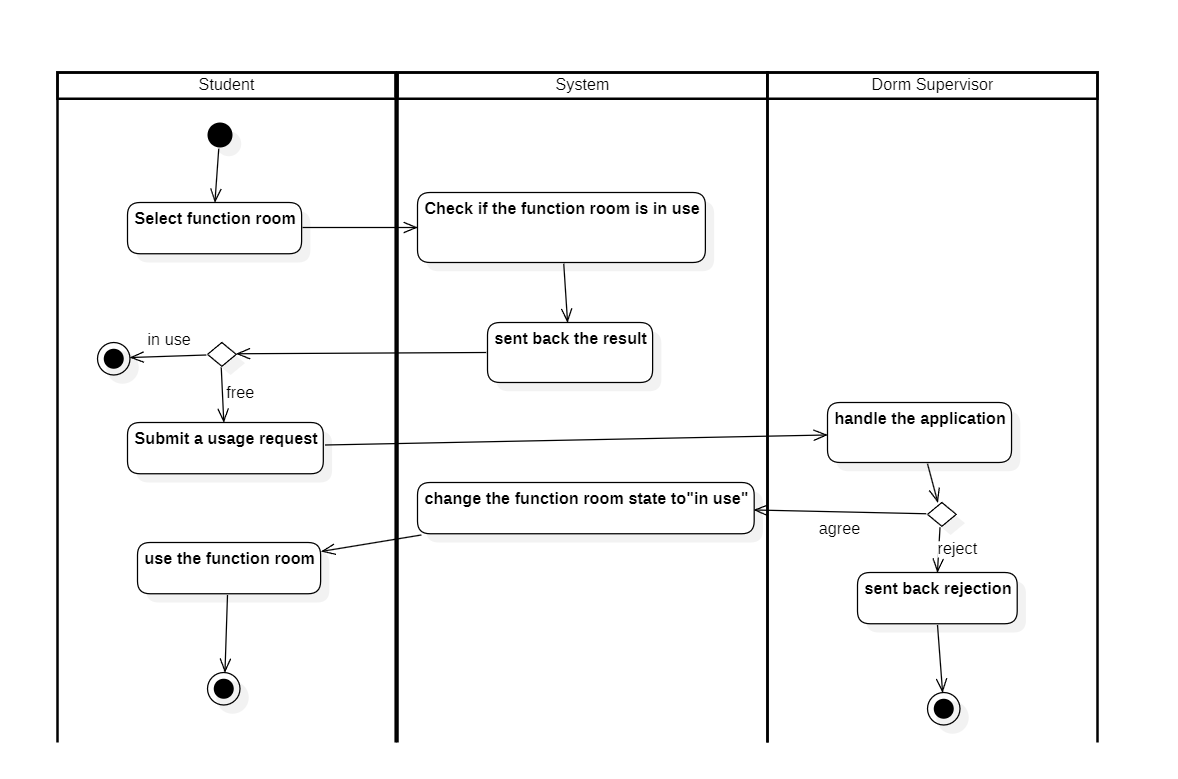 Student
System
Dorm Supervisor
Select function room
Check if the function room is in use
sent back the result
in use
free
Submit a usage request
handle the application
change the function room state to"in use"
agree
reject
use the function room
sent back rejection